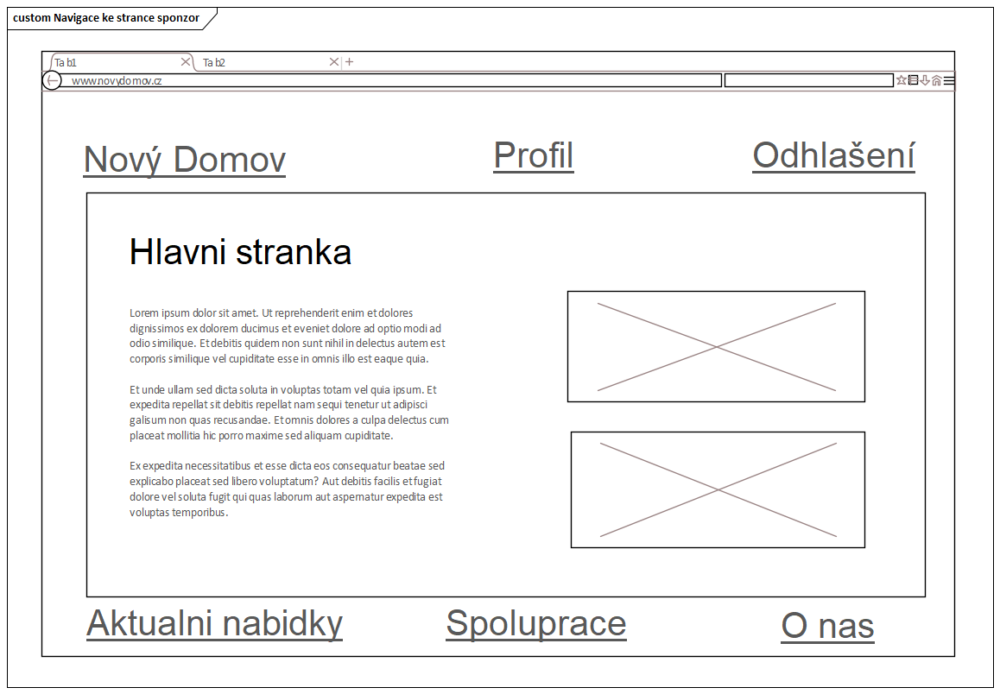 custom Navigace ke strance sponzor
Tab1
Tab2
www.novydomov.cz
Nový Domov
Profil
Odhlašení
Hlavni stranka
Lorem ipsum dolor sit amet. Ut reprehenderit enim et dolores
dignissimos ex dolorem ducimus et eveniet dolore ad optio modi ad
odio similique. Et debitis quidem non sunt nihil in delectus autem est
corporis similique vel cupiditate esse in omnis illo est eaque quia.
Et unde ullam sed dicta soluta in voluptas totam vel quia ipsum. Et
expedita repellat sit debitis repellat nam sequi tenetur ut adipisci
galisum non quas recusandae. Et omnis dolores a culpa delectus cum
placeat mollitia hic porro maxime sed aliquam cupiditate.
Ex expedita necessitatibus et esse dicta eos consequatur beatae sed
explicabo placeat sed libero voluptatum? Aut debitis facilis et fugiat
dolore vel soluta fugit qui quas laborum aut aspernatur expedita est
voluptas temporibus.
Aktualni nabidky
Spoluprace
O nas